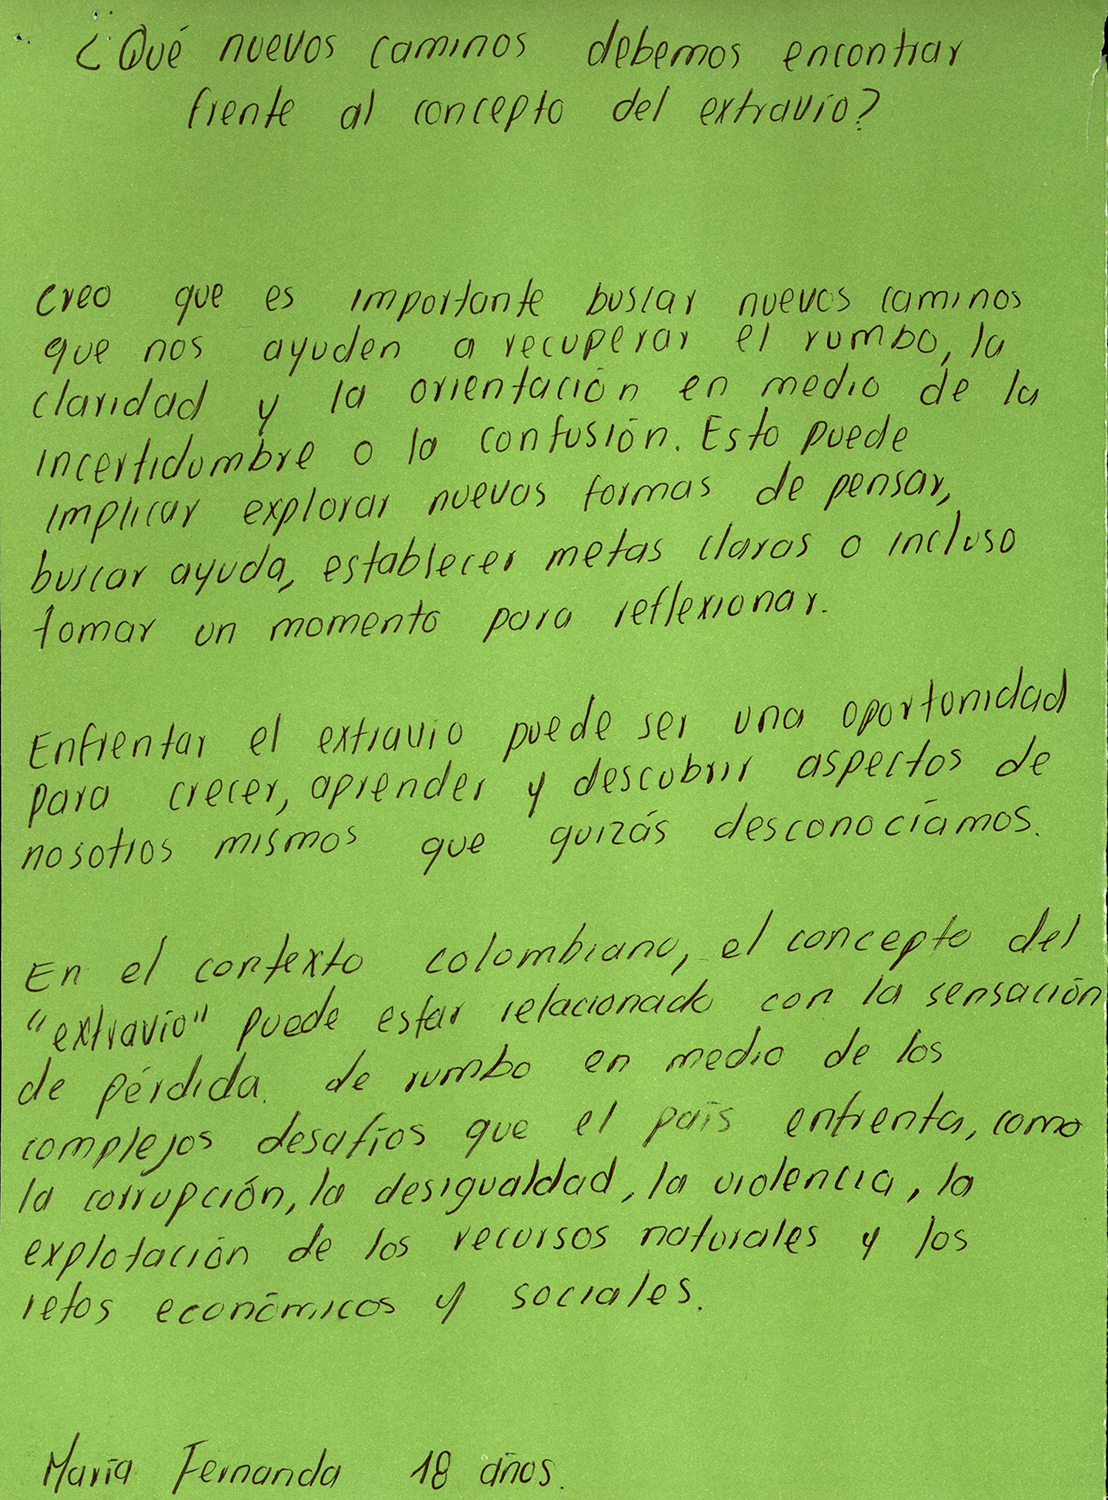 ¿Qué nuevos caminos debemos encontrar
frente al concepto del extravío?
Creo que es importante buscar nuevos caminos
que nos ayuden a recuperar el rumbo, la
claridad y la orientación en medio de la
incertidumbre o la confusión. Esto puede
implicar explorar nuevas formas de pensar,
buscar ayuda, establecer metas claras o incluso
tomar un momento para reflexionar.
Enfrentar el extravio puede ser una oportunidad
para crecer, aprender y descubrir aspectos de
nosotros mismos que quizás desconocíamos.
En el contexto colombiano, el concepto del
"extravío" puede estar relacionado con la sensación
de pérdida. de rumbo en medio de los
complejos desafíos que el país enfrenta, como
la corrupción, la desigualdad, la violencia, la
explotación de los recursos naturales y los
retos económicos y sociales.
María Fernanda 18 años.